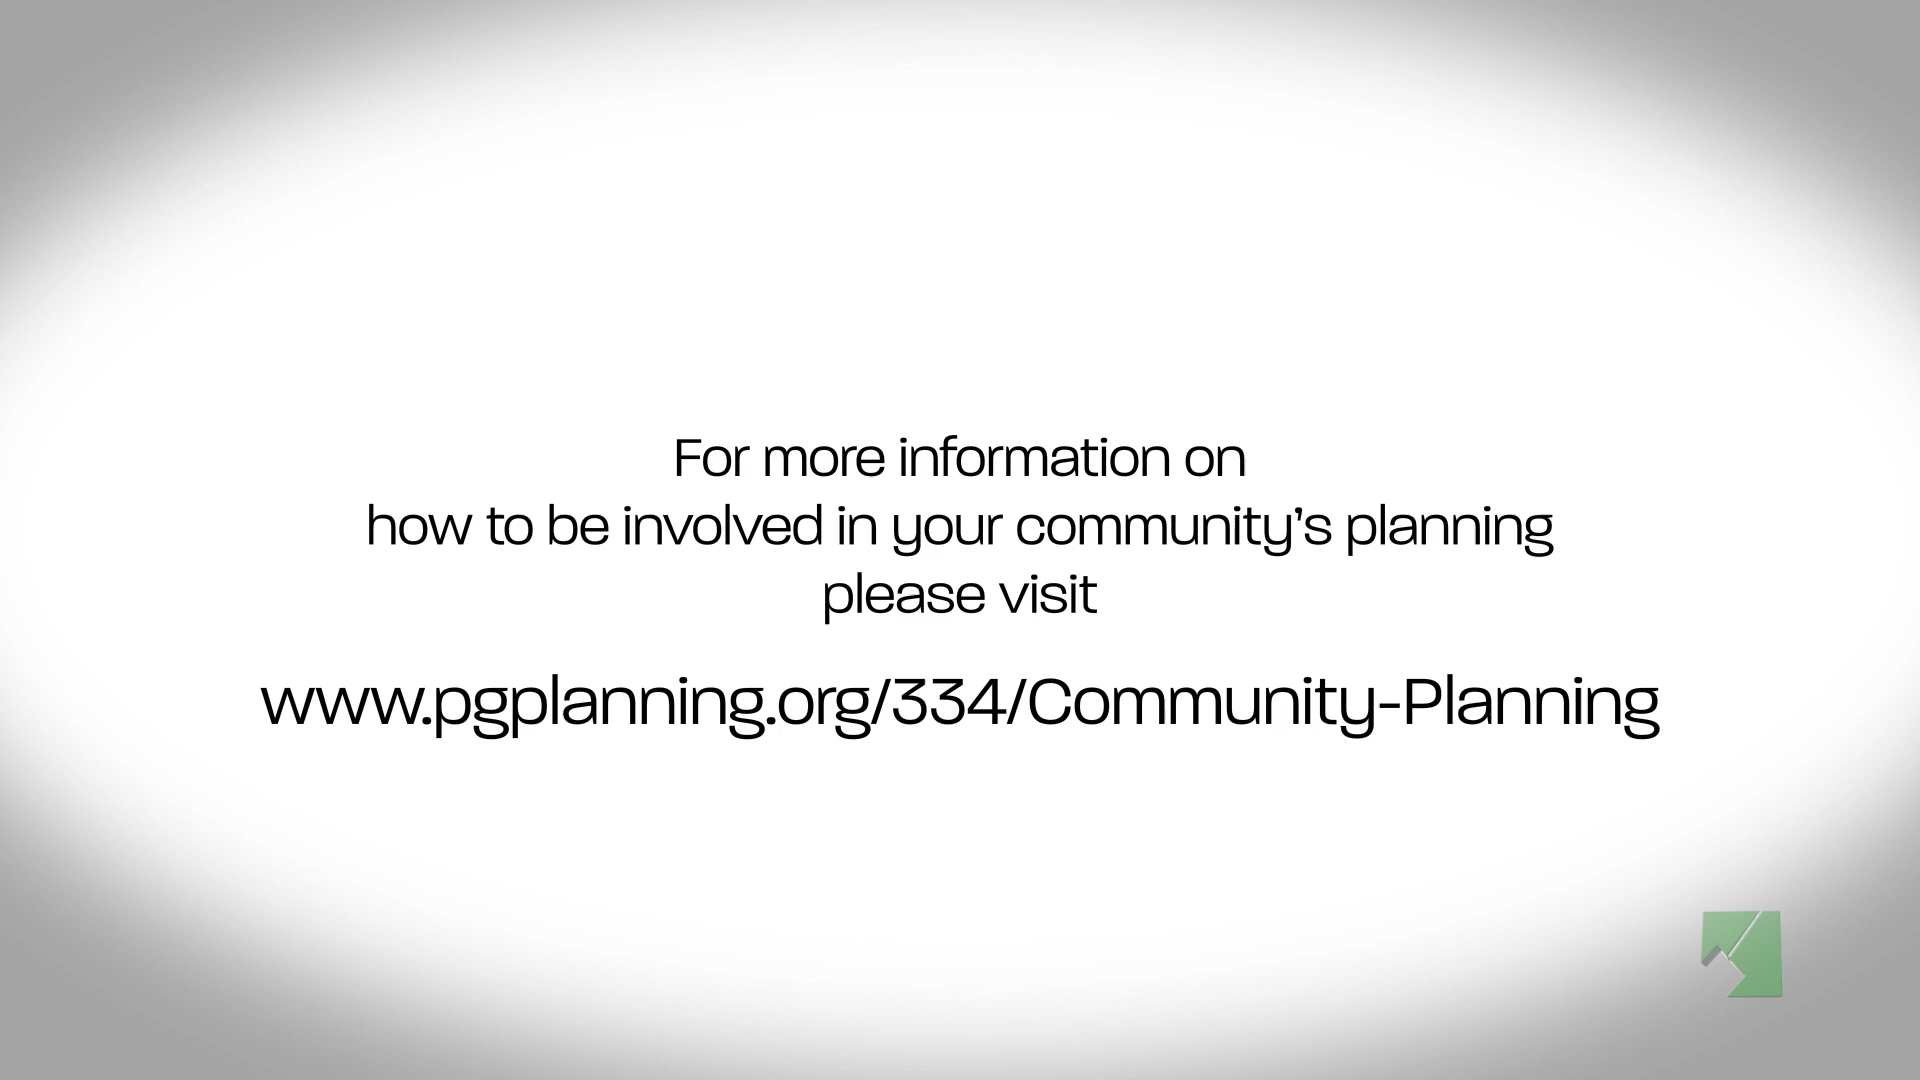 For more information on
how to be involved in your community's planning
please visit
www.pgplanning.org/334/Community-Planning